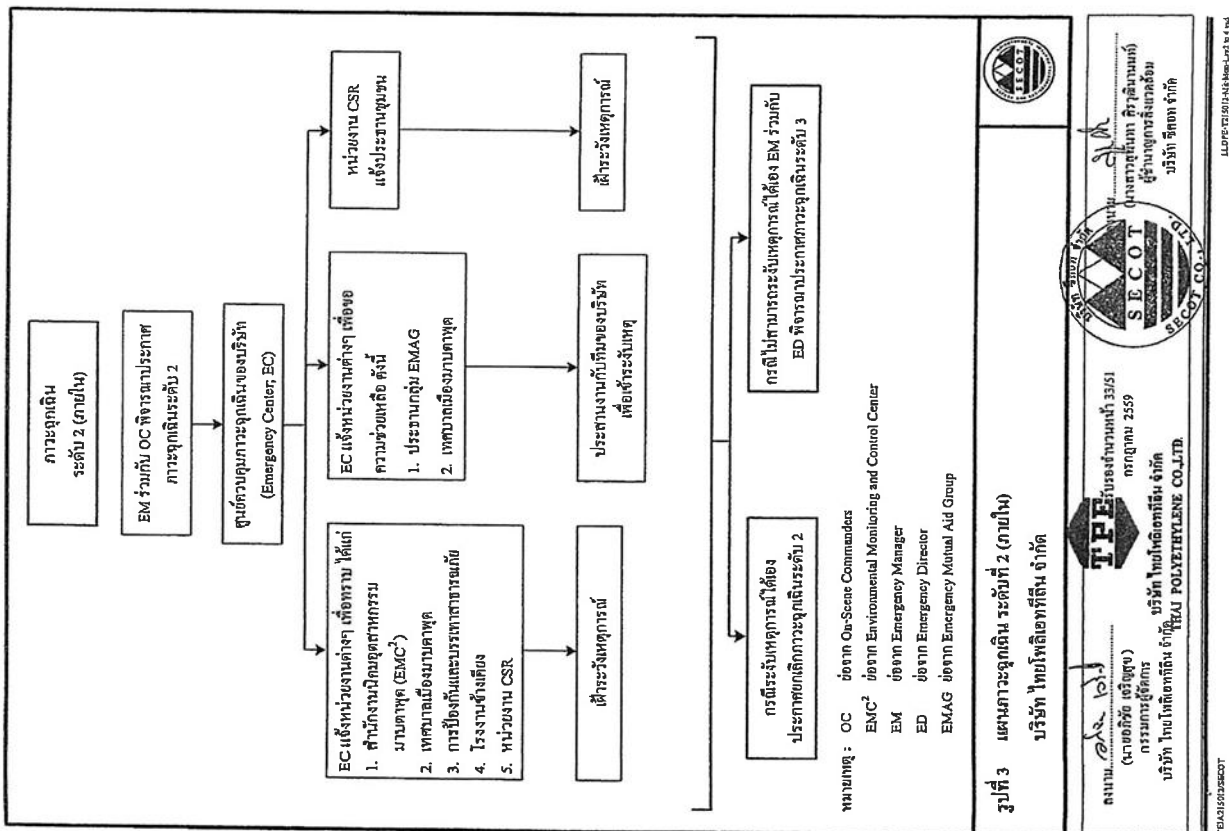 ภาวะฉุกเฉิน
ระดับ 2 (ภายใน)
EM ร่วมกับ OC พิจารณาประกาศ
ภาวะฉุกเฉินระดับ 2
ศูนย์ควบคุมภาวะฉุกเฉินของบริษัท
(Emergency Center, EC)
EC แจ้งหน่วยงานต่างๆ เพื่อทราบ ได้แก่
1. สำนักงานนิคมอุตสาหกรรม
มาบตาพุด (EMC²)
2. เทศบาลเมืองมาบตาพุด
3. การป้องกันและบรรเทาสาธารณภัย
4. โรงงานข้างเคียง
5. หน่วยงาน CSR
เฝ้าระวังเหตุการณ์
EC แจ้งหน่วยงานต่างๆ เพื่อขอ
ความช่วยเหลือ ดังนี้
1. ประธานกลุ่ม EMAG
2. เทศบาลเมืองมาบตาพุด
ประสานงานกับทีมของบริษัท
เพื่อเข้าระงับเหตุ
หน่วยงาน CSR
แจ้งประธานชุมชน
เฝ้าระวังเหตุการณ์
กรณีระงับเหตุการณ์ได้เอง
ประกาศยกเลิกภาวะฉุกเฉินระดับ 2
กรณีไม่สามารถระงับเหตุการณ์ได้เอง EM ร่วมกับ
ED พิจารณาประกาศภาวะฉุกเฉินระดับ 3
หมายเหตุ : OC ย่อจาก On-Scene Commanders
EMC² ย่อจาก Environmental Monitoring and Control Center
EM ย่อจาก Emergency Manager
ED ย่อจาก Emergency Director
EMAG ย่อจาก Emergency Mutual Aid Group
รูปที่ 3 แผนภาวะฉุกเฉิน ระดับที่ 2 (ภายใน)
บริษัท ไทยโพลิเอททีลีน จำกัด
SECOT
ลงนาม
(นายอภิชัย เจริญสุข)
กรรมการผู้จัดการ
บริษัท ไทยโพลิเอททีลีน จำกัด
TPE
บริษัท ไทยโพลิเอททีลีน จำกัด
THAI POLYETHYLENE CO.,LTD.
รับรองจำนวนหน้า 33/51
กรกฎาคม 2559
บริษัท ซีคอท จำกัด
SECOT
SECOT CO., LTD.
ผู้ชำนาญการสิ่งแวดล้อม
บริษัท ซีคอท จำกัด